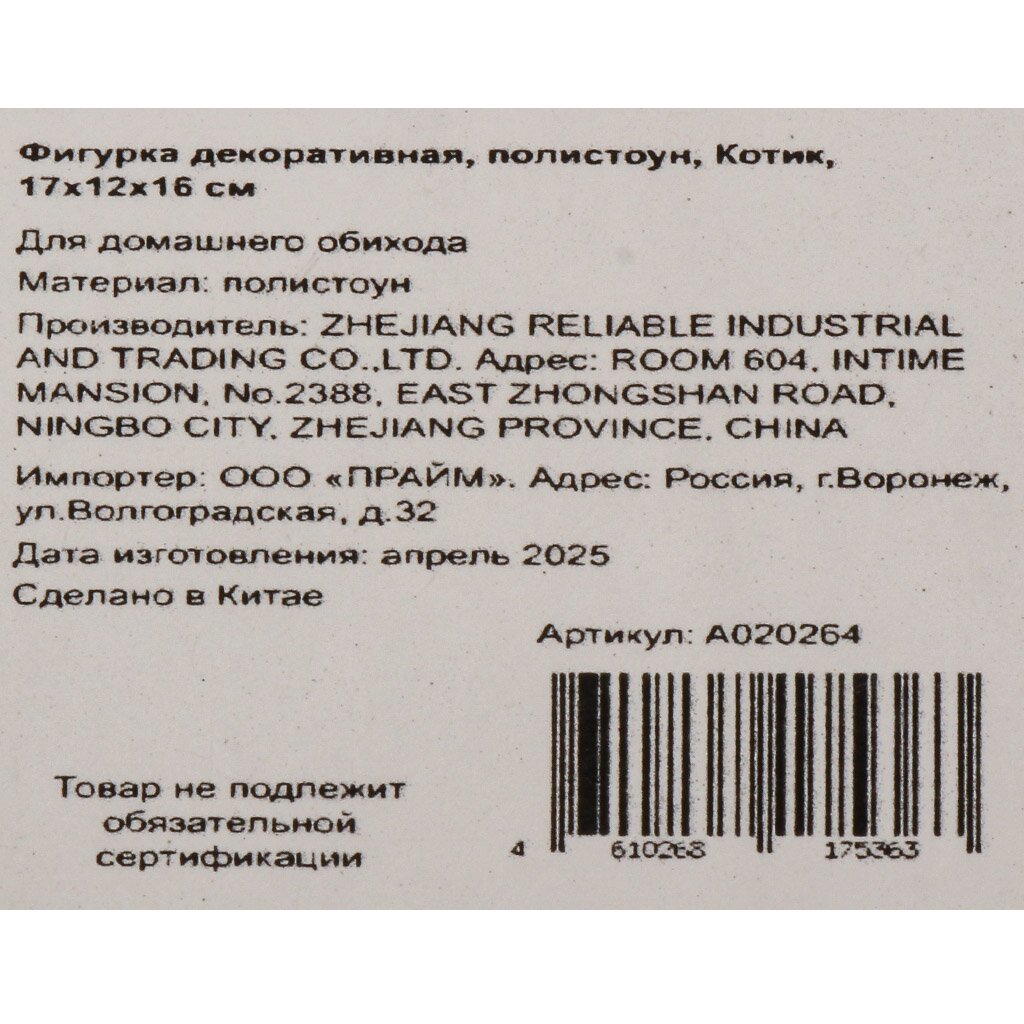 Фигурка декоративная, полистоун, Котик,
17x12x16 см
Для домашнего обихода
Материал: полистоун
Производитель: ZHEJIANG RELIABLE INDUSTRIAL
AND TRADING CO.,LTD. Адрес: ROOM 604, INTIME
MANSION, No.2388, EAST ZHONGSHAN ROAD,
NINGBO CITY, ZHEJIANG PROVINCE, CHINA
Импортер: ООО «ПРАЙМ». Адрес: Россия, г.Воронеж,
ул.Волгоградская, д.32
Дата изготовления: апрель 2025
Сделано в Китае
Артикул: A020264
4 610268 175363
Товар не подлежит
обязательной
сертификации